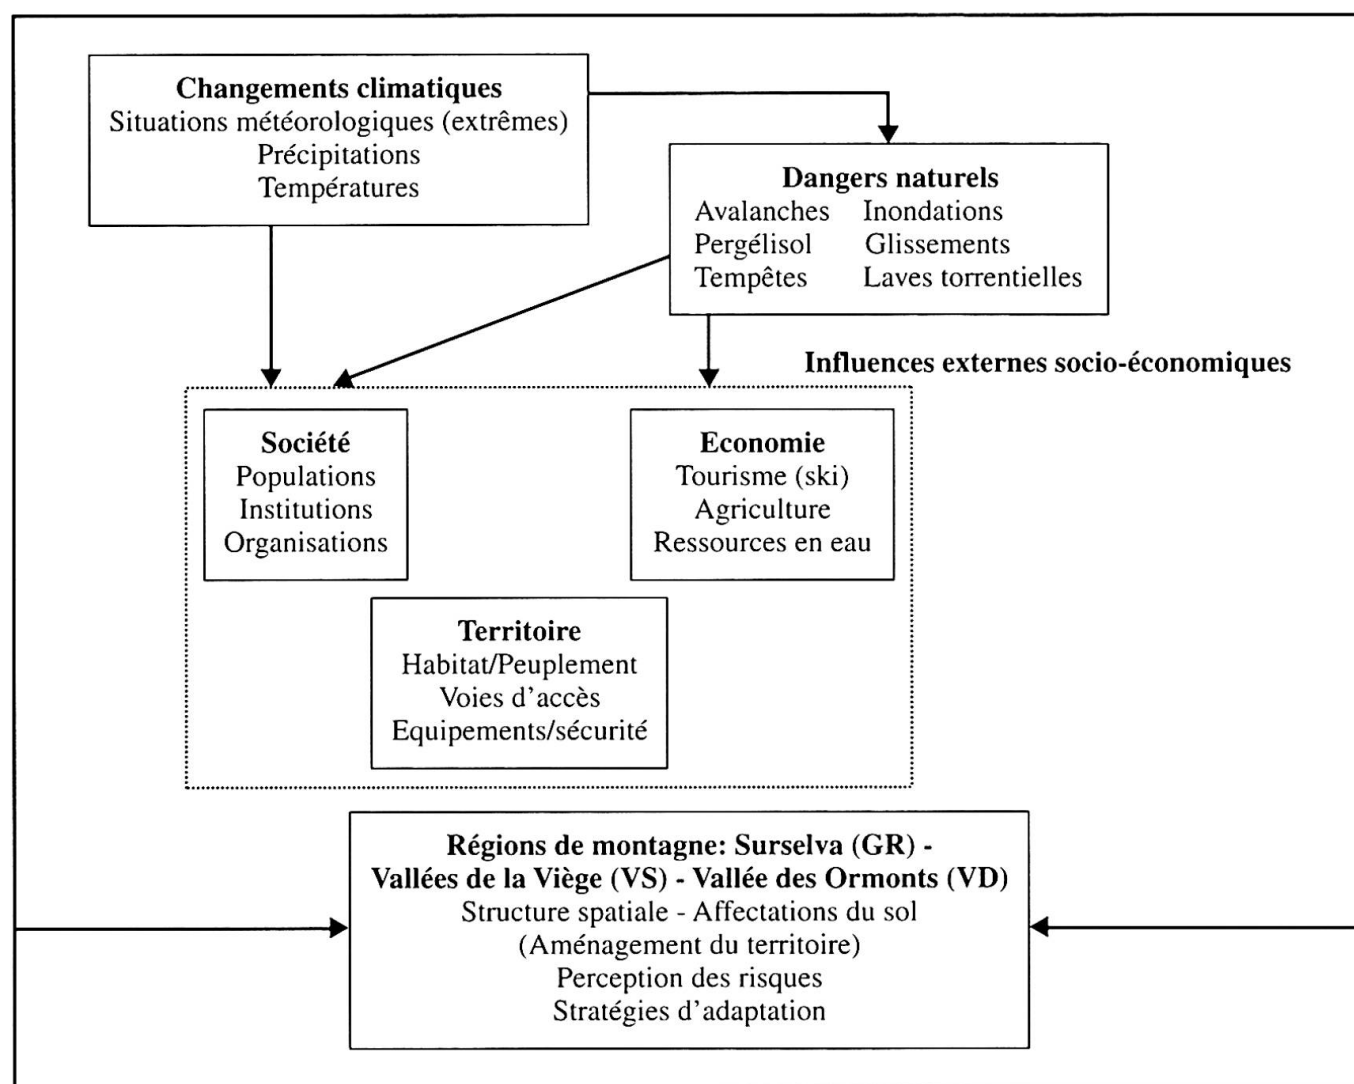 Changements climatiques
Situations météorologiques (extrêmes)
Précipitations
Températures
Dangers naturels
Avalanches Inondations
Pergélisol Glissements
Tempêtes Laves torrentielles
Influences externes socio-économiques
Société
Populations
Institutions
Organisations
Economie
Tourisme (ski)
Agriculture
Ressources en eau
Territoire
Habitat/Peuplement
Voies d'accès
Equipements/sécurité
Régions de montagne: Surselva (GR) -
Vallées de la Viège (VS) - Vallée des Ormonts (VD)
Structure spatiale - Affectations du sol
(Aménagement du territoire)
Perception des risques
Stratégies d'adaptation